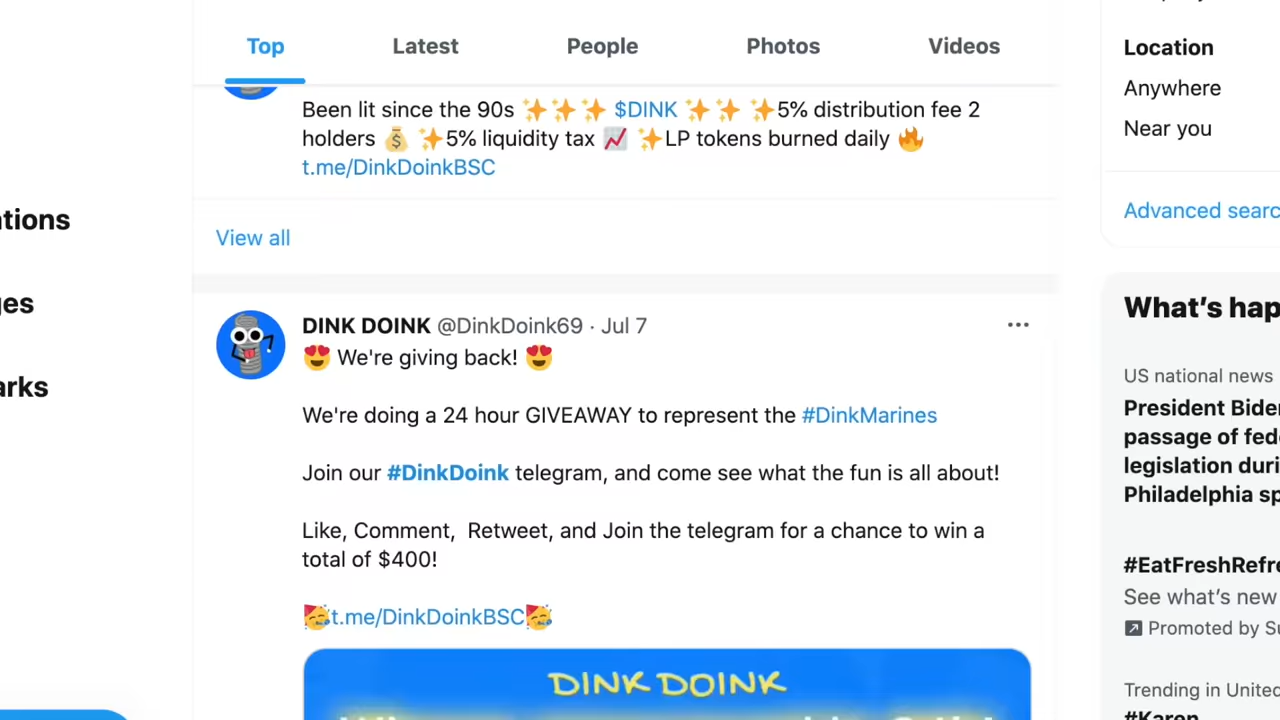 Top
Latest
People
Photos
Videos
Been lit since the 90s ✨✨✨ $DINK ✨✨ ✨5% distribution fee 2
holders 💰 ✨5% liquidity tax 📈 ✨LP tokens burned daily 🔥
t.me/DinkDoinkBSC
View all
DINK DOINK @DinkDoink69 · Jul 7
😍 We're giving back! 😍
We're doing a 24 hour GIVEAWAY to represent the #DinkMarines
Join our #DinkDoink telegram, and come see what the fun is all about!
Like, Comment, Retweet, and Join the telegram for a chance to win a
total of $400!
🥳t.me/DinkDoinkBSC🥳
DINK DOINK
Location
Anywhere
Near you
Advanced searc
What's hap
US national news
President Biden
passage of fede
legislation duri
Philadelphia sp
#EatFreshRefre
See what's new
Promoted by Su
Trending in United
#Karen
ations
ges
arks